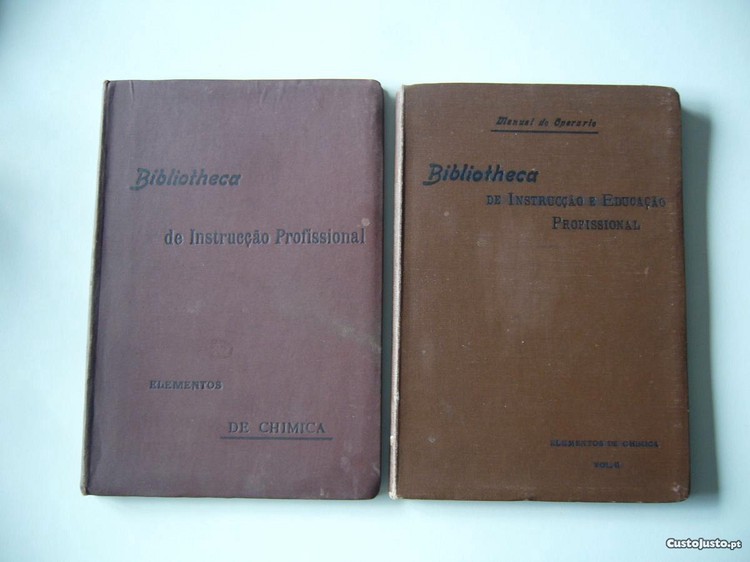 Bibliotheca
de Instrucção Profissional
ELEMENTOS
DE CHIMICA
Manual do Operario
Bibliotheca
DE INSTRUCÇÃO E EDUCAÇÃO
PROFISSIONAL
ELEMENTOS DE CHIMICA
CustoJusto.pt